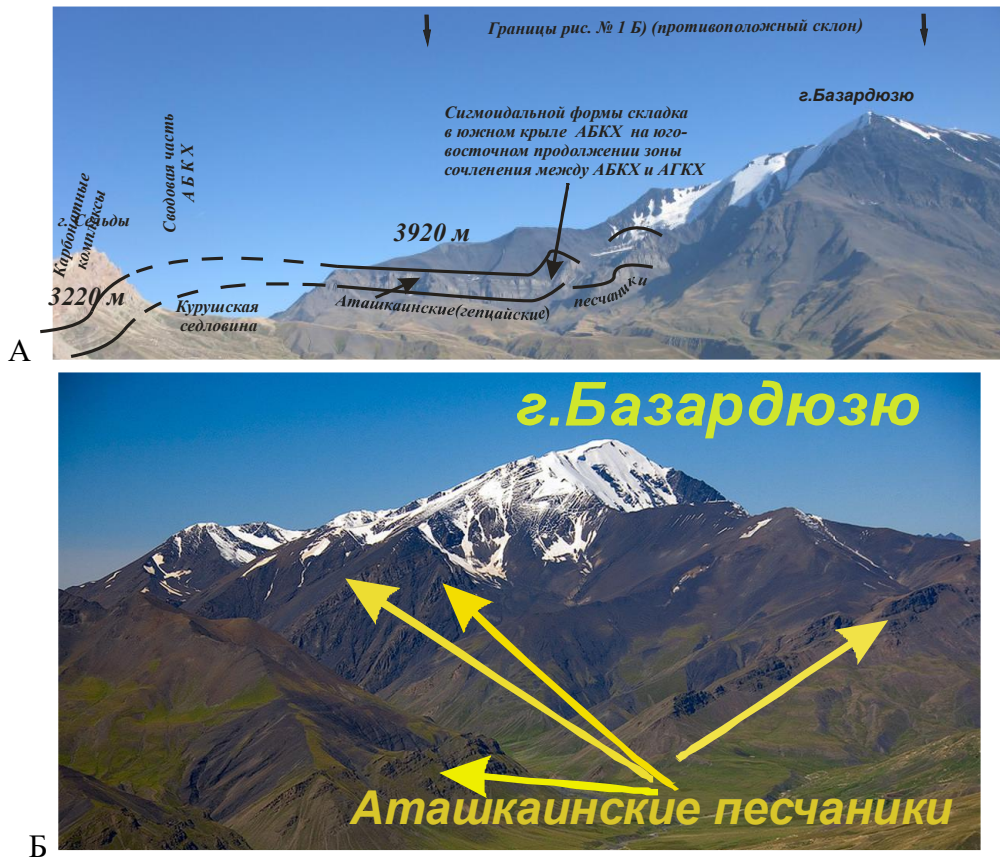 Границы рис. № 1 Б) (противоположный склон)
г.Базардюзю
Сигмоидальной формы складка
в южном крыле АБКХ на юго-
восточном продолжении зоны
сочленения между АБКХ и АГКХ
Сводовая часть
А Б К Х
Карбонатные
комплексы
г. Сельды
3920 м
3220 м
Курушская
седловина
Аташкаинские(гепцайские)
песчаники
А
г.Базардюзю
Аташкаинские песчаники
Б